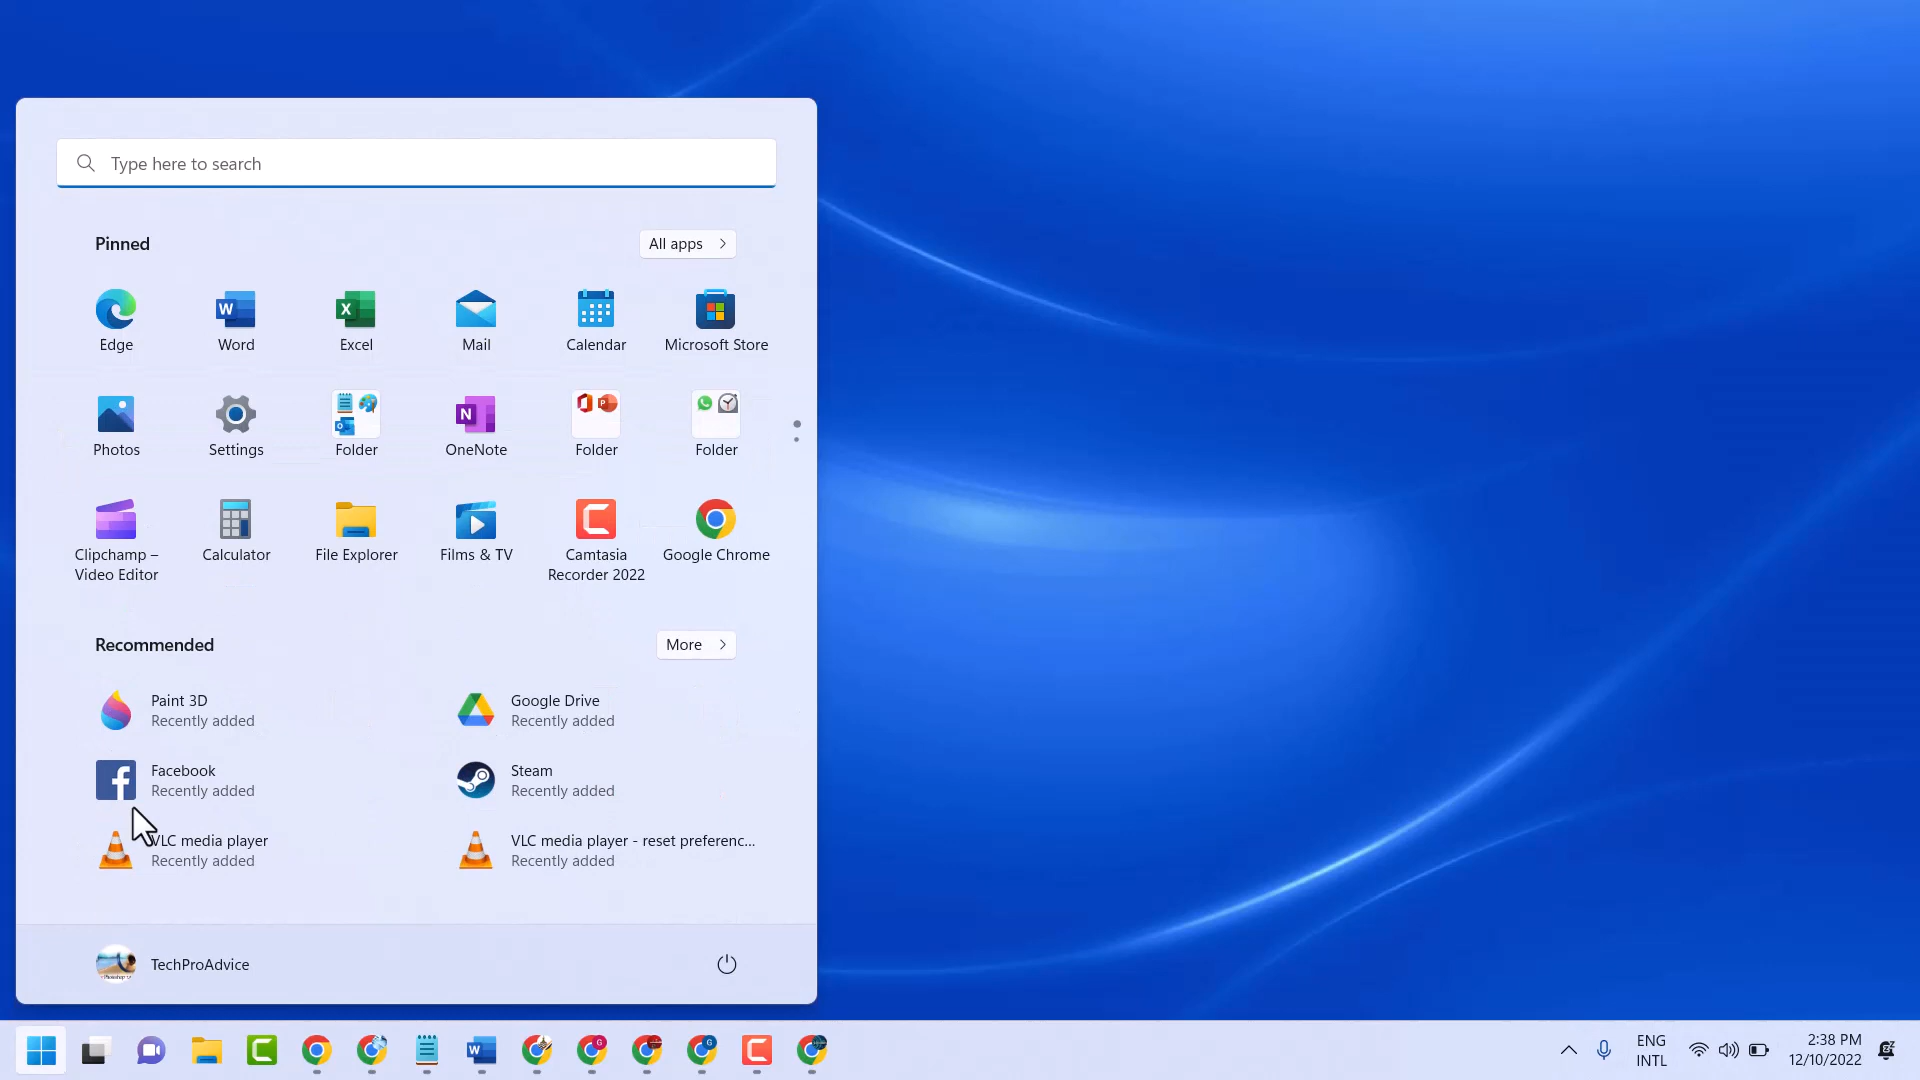 Type here to search
Pinned
All apps
Edge
Word
Excel
Mail
Calendar
Microsoft Store
Photos
Settings
Folder
OneNote
Folder
Folder
Clipchamp –
Video Editor
Calculator
File Explorer
Films & TV
Camtasia
Recorder 2022
Google Chrome
Recommended
More
Paint 3D
Recently added
Google Drive
Recently added
Facebook
Recently added
Steam
Recently added
VLC media player
Recently added
VLC media player - reset preferenc...
Recently added
TechProAdvice
ENG
INTL
2:38 PM
12/10/2022